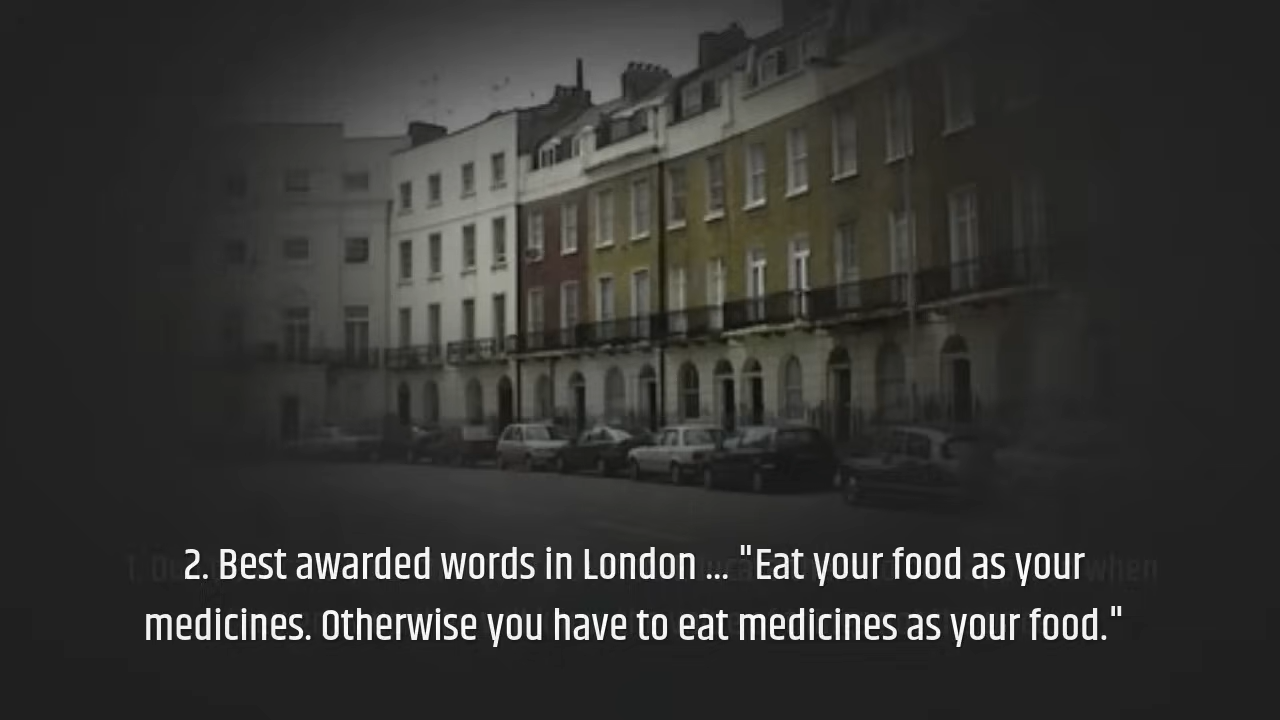 2. Best awarded words in London ... "Eat your food as your
medicines. Otherwise you have to eat medicines as your food."